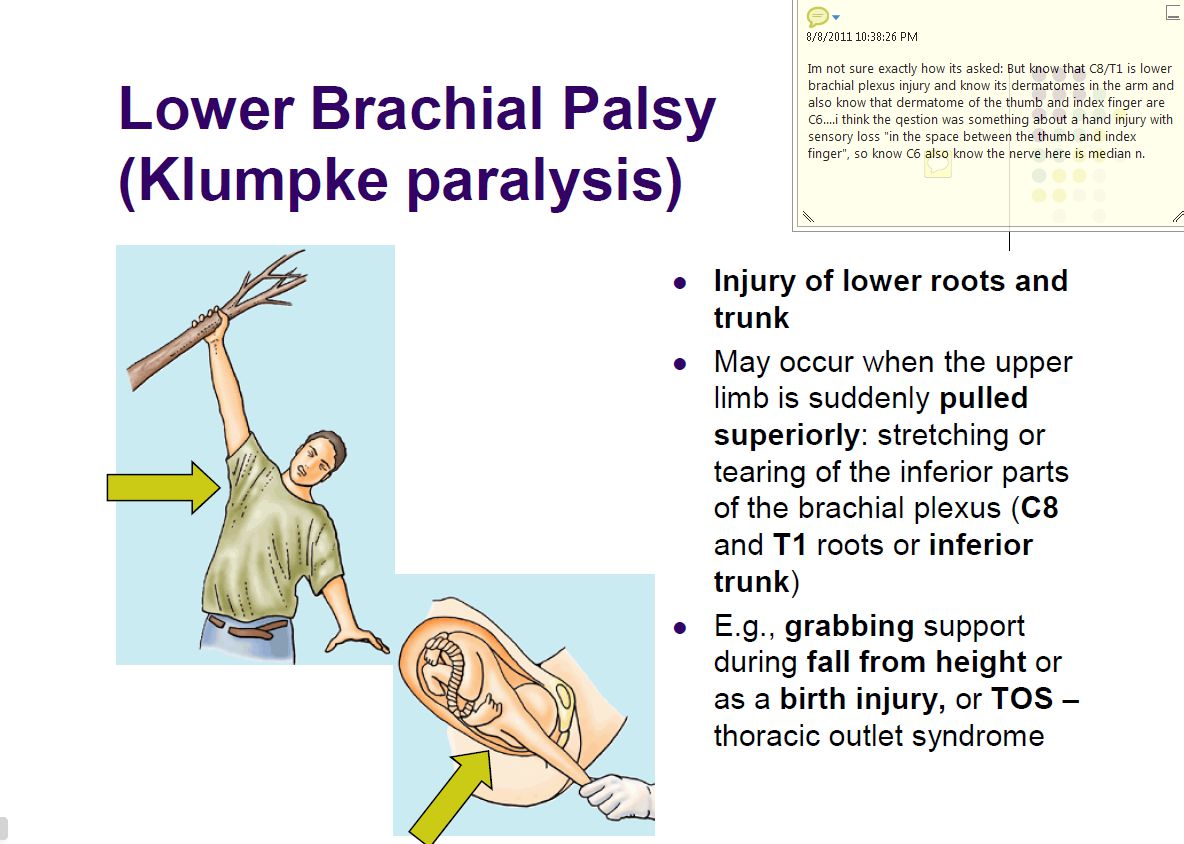 8/8/2011 10:38:26 PM
Im not sure exactly how its asked: But know that C8/T1 is lower
brachial plexus injury and know its dermatomes in the arm and
also know that dermatome of the thumb and index finger are
C6....i think the qestion was something about a hand injury with
sensory loss "in the space between the thumb and index
finger", so know C6 also know the nerve here is median n.
Lower Brachial Palsy
(Klumpke paralysis)
● Injury of lower roots and
trunk
● May occur when the upper
limb is suddenly pulled
superiorly: stretching or
tearing of the inferior parts
of the brachial plexus (C8
and T1 roots or inferior
trunk)
● E.g., grabbing support
during fall from height or
as a birth injury, or TOS –
thoracic outlet syndrome